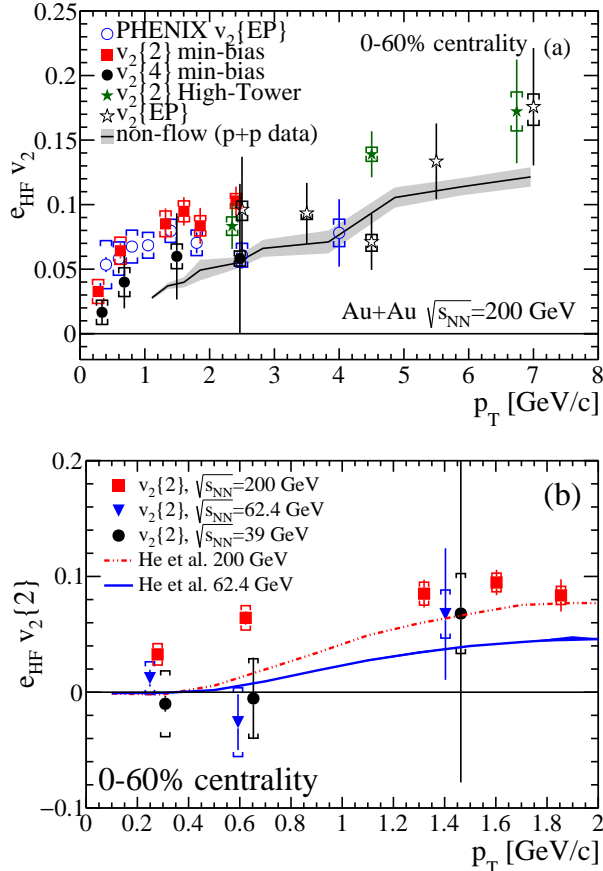 PHENIX v2{EP}
v2{2} min-bias
v2{4} min-bias
v2{2} High-Tower
v2{EP}
non-flow (p+p data)
0-60% centrality
(a)
eHF v2
0.2
0.15
0.1
0.05
0
Au+Au √sNN=200 GeV
0 1 2 3 4 5 6 7 8
pT [GeV/c]
v2{2}, √sNN=200 GeV
v2{2}, √sNN=62.4 GeV
v2{2}, √sNN=39 GeV
He et al. 200 GeV
He et al. 62.4 GeV
(b)
eHF v2{2}
0.2
0.1
0
−0.1
0-60% centrality
0 0.2 0.4 0.6 0.8 1 1.2 1.4 1.6 1.8 2
pT [GeV/c]